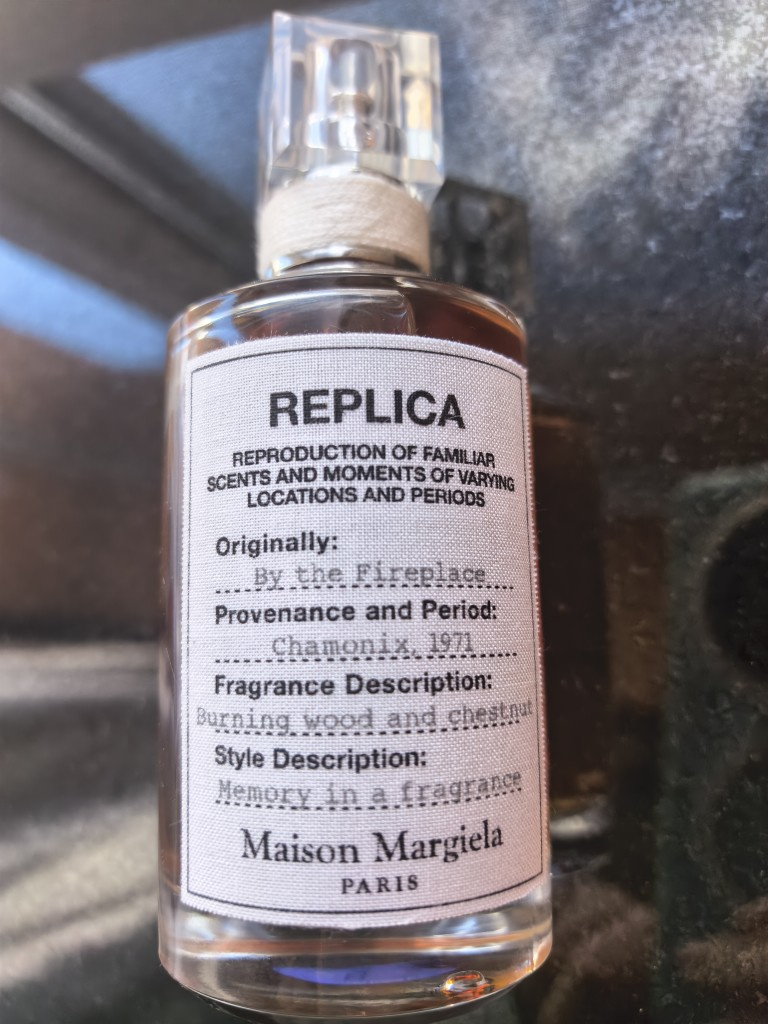 REPLICA
REPRODUCTION OF FAMILIAR
SCENTS AND MOMENTS OF VARYING
LOCATIONS AND PERIODS
Originally:
By the Fireplace
Provenance and Period:
Chamonix, 1971
Fragrance Description:
Burning wood and chestnut
Style Description:
Memory in a fragrance
Maison Margiela
PARIS